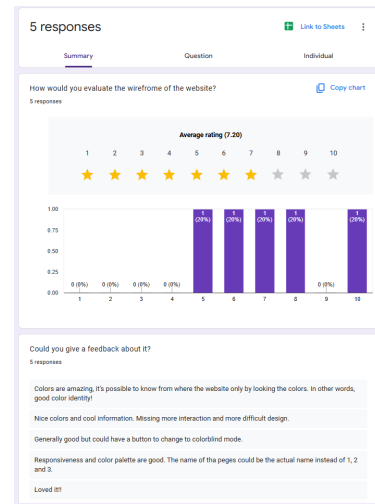 5 responses
Link to Sheets
Summary Question Individual
How would you evaluate the wirefrome of the website?
Copy chart
5 responses
Average rating (7.20)
1 2 3 4 5 6 7 8 9 10
1.00
0.75
0.50
0.25
0.00
0 (0%) 0 (0%) 0 (0%) 0 (0%) 1 (20%) 1 (20%) 1 (20%) 1 (20%) 0 (0%) 1 (20%)
1 2 3 4 5 6 7 8 9 10
Could you give a feedback about it?
5 responses
Colors are amazing, it's possible to know from where the website only by looking the colors. In other words,
good color identity!
Nice colors and cool information. Missing more interaction and more difficult design.
Generally good but could have a button to change to colorblind mode.
Responsiveness and color palette are good. The name of tha peges could be the actual name instead of 1, 2
and 3.
Loved it!!